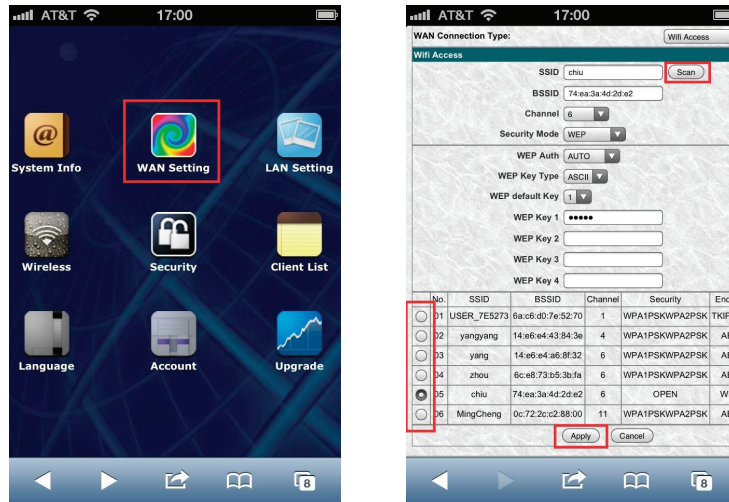 AT&T 17:00
System Info WAN Setting LAN Setting
Wireless Security Client List
Language Account Upgrade
8
AT&T 17:00
WAN Connection Type: Wifi Access
Wifi Access
SSID chiu Scan
BSSID 74:ea:3a:4d:2d:e2
Channel 6
Security Mode WEP
WEP Auth AUTO
WEP Key Type ASCII
WEP default Key 1
WEP Key 1 •••••
WEP Key 2
WEP Key 3
WEP Key 4
No. SSID BSSID Channel Security
01 USER_7E5273 6a:c6:d0:7e:52:70 1 WPA1PSKWPA2PSK
02 yangyang 14:e6:e4:43:84:3e 4 WPA1PSKWPA2PSK
03 yang 14:e6:e4:a6:8f:32 6 WPA1PSKWPA2PSK
04 zhou 6c:e8:73:b5:3b:fa 6 WPA1PSKWPA2PSK
05 chiu 74:ea:3a:4d:2d:e2 6 OPEN
06 MingCheng 0c:72:2c:c2:88:00 11 WPA1PSKWPA2PSK
Apply Cancel
8